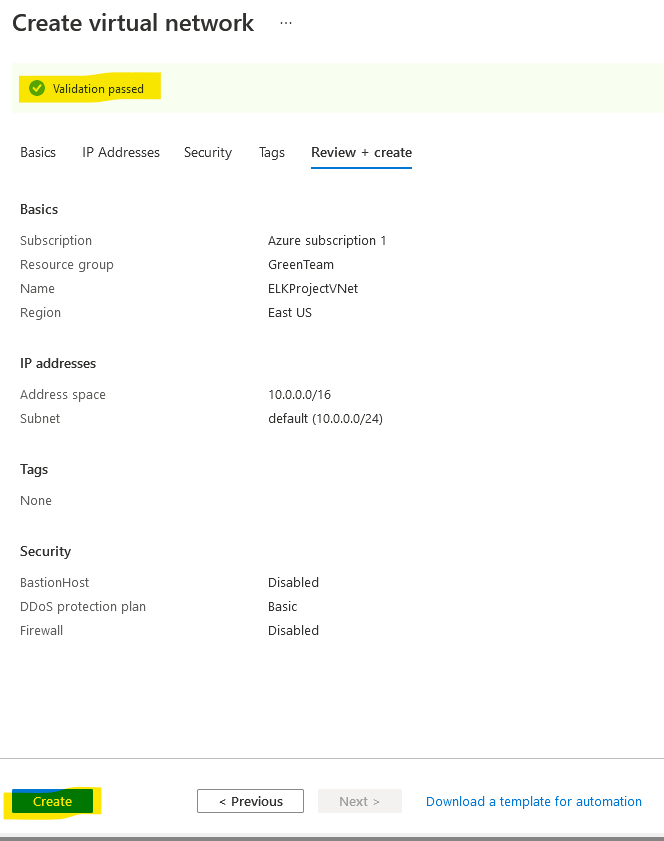 Create virtual network ...
Validation passed
Basics IP Addresses Security Tags Review + create
Basics
Subscription Azure subscription 1
Resource group GreenTeam
Name ELKProjectVNet
Region East US
IP addresses
Address space 10.0.0.0/16
Subnet default (10.0.0.0/24)
Tags
None
Security
BastionHost Disabled
DDoS protection plan Basic
Firewall Disabled
Create < Previous Next > Download a template for automation